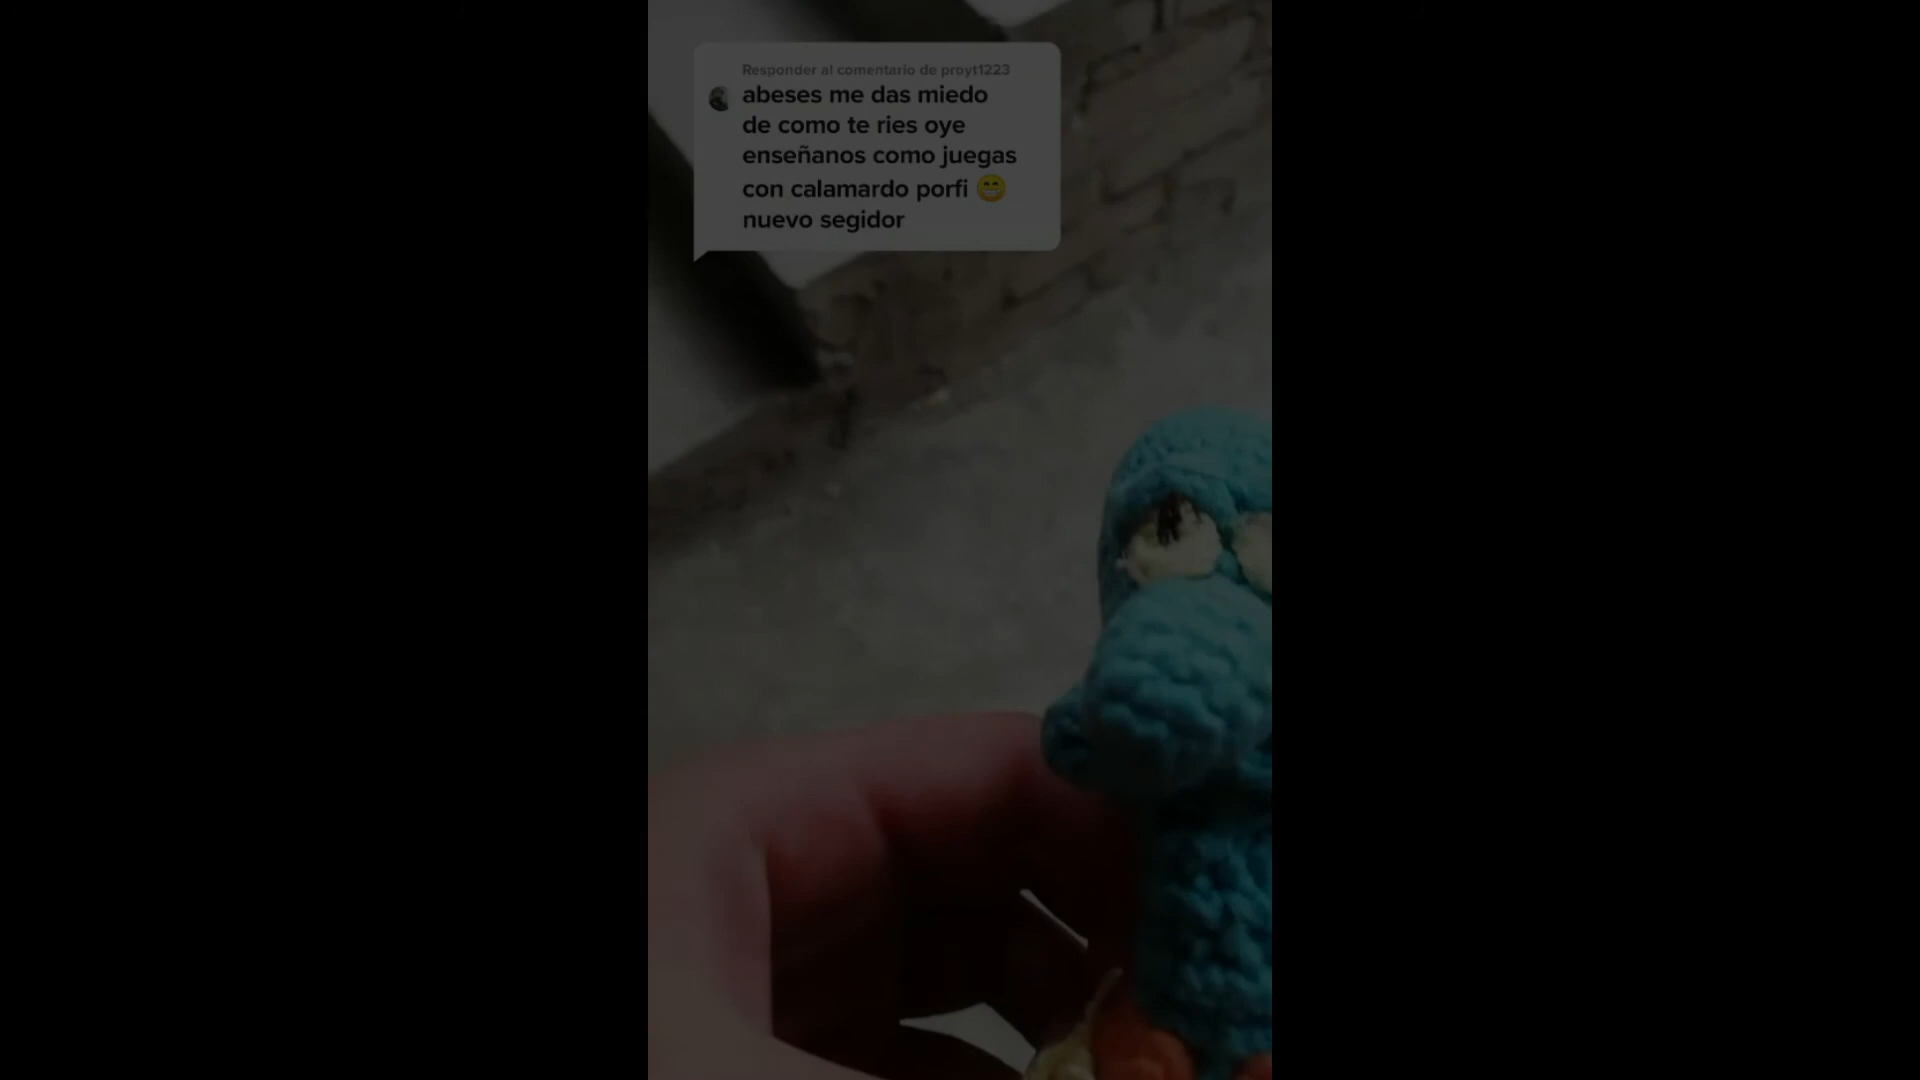 Responder al comentario de proyt1223
abeses me das miedo
de como te ries oye
enseñanos como juegas
con calamardo porfi 😁
nuevo segidor